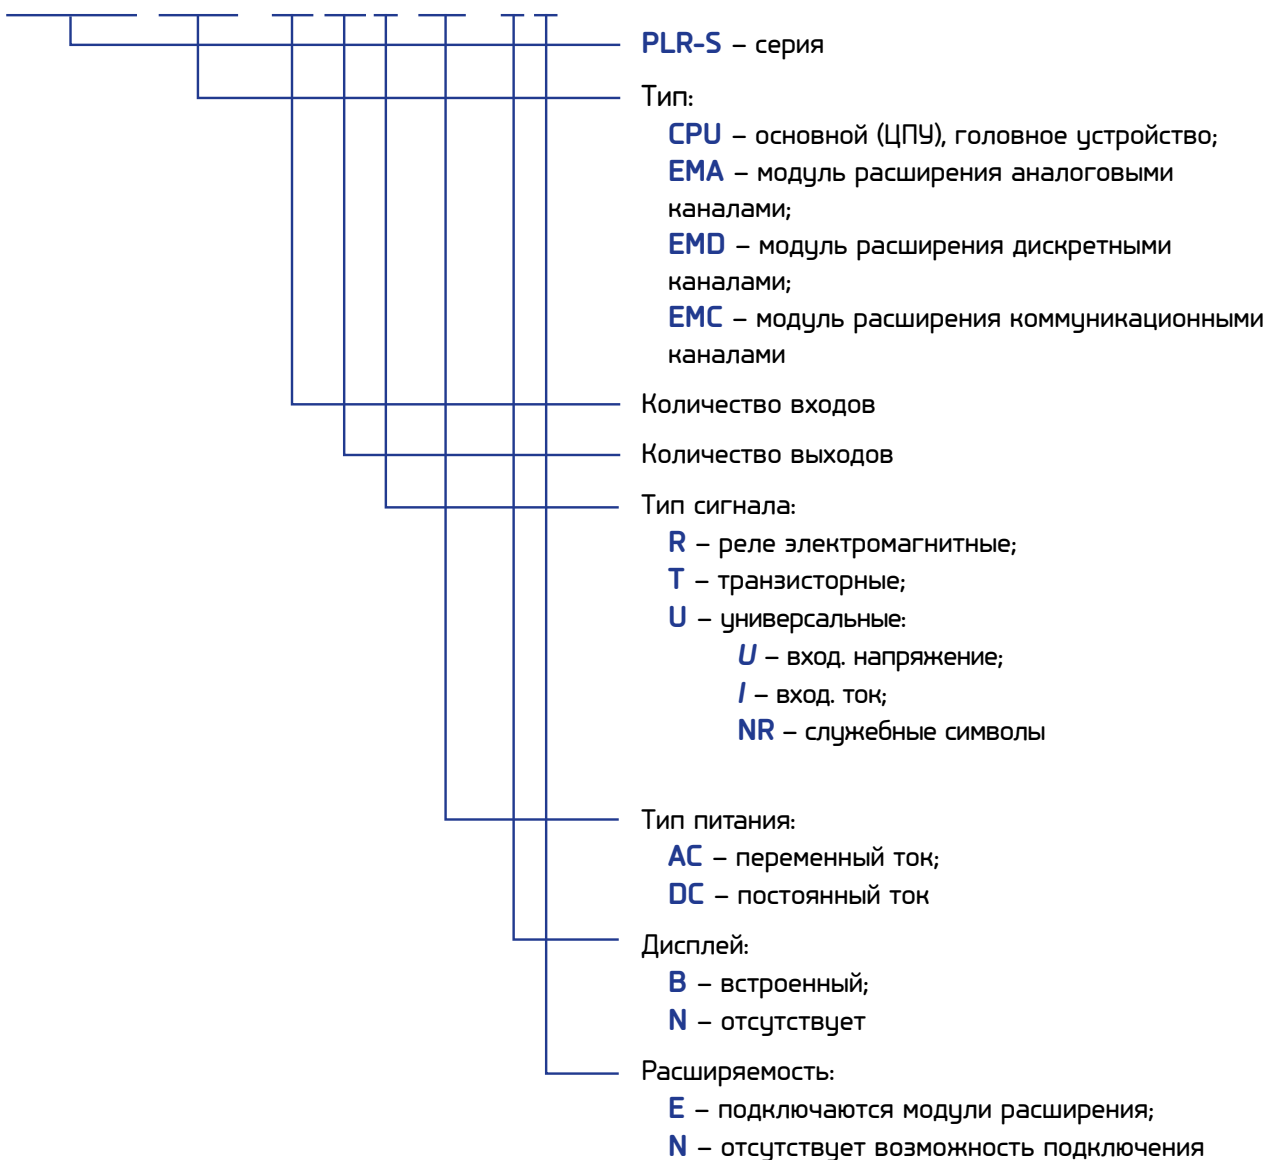 PLR-S – серия
Тип:
CPU – основной (ЦПУ), головное устройство;
EMA – модуль расширения аналоговыми
каналами;
EMD – модуль расширения дискретными
каналами;
EMC – модуль расширения коммуникационными
каналами
Количество входов
Количество выходов
Тип сигнала:
R – реле электромагнитные;
T – транзисторные;
U – универсальные:
U – вход. напряжение;
I – вход. ток;
NR – служебные символы
Тип питания:
AC – переменный ток;
DC – постоянный ток
Дисплей:
B – встроенный;
N – отсутствует
Расширяемость:
E – подключаются модули расширения;
N – отсутствует возможность подключения